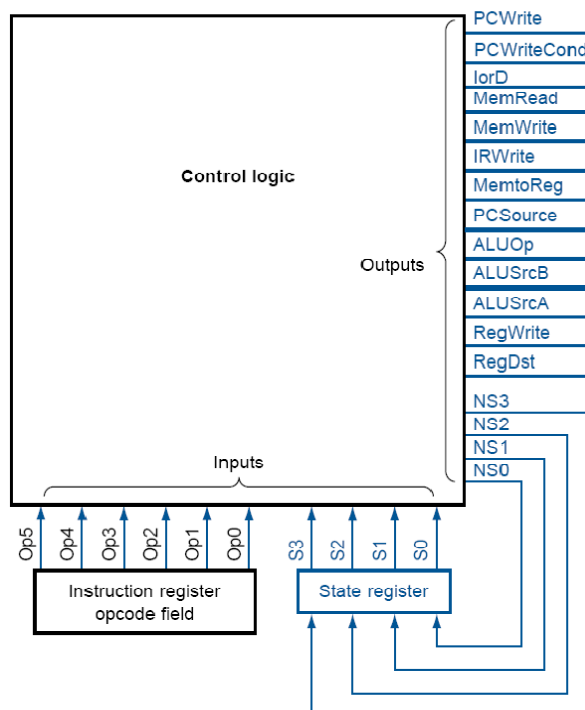 PCWrite
PCWriteCond
IorD
MemRead
MemWrite
IRWrite
Control logic
MemtoReg
PCSource
ALUOp
Outputs
ALUSrcB
ALUSrcA
RegWrite
RegDst
NS3
NS2
NS1
NS0
Inputs
Op5 Op4 Op3 Op2 Op1 Op0 S3 S2 S1 S0
Instruction register
opcode field
State register